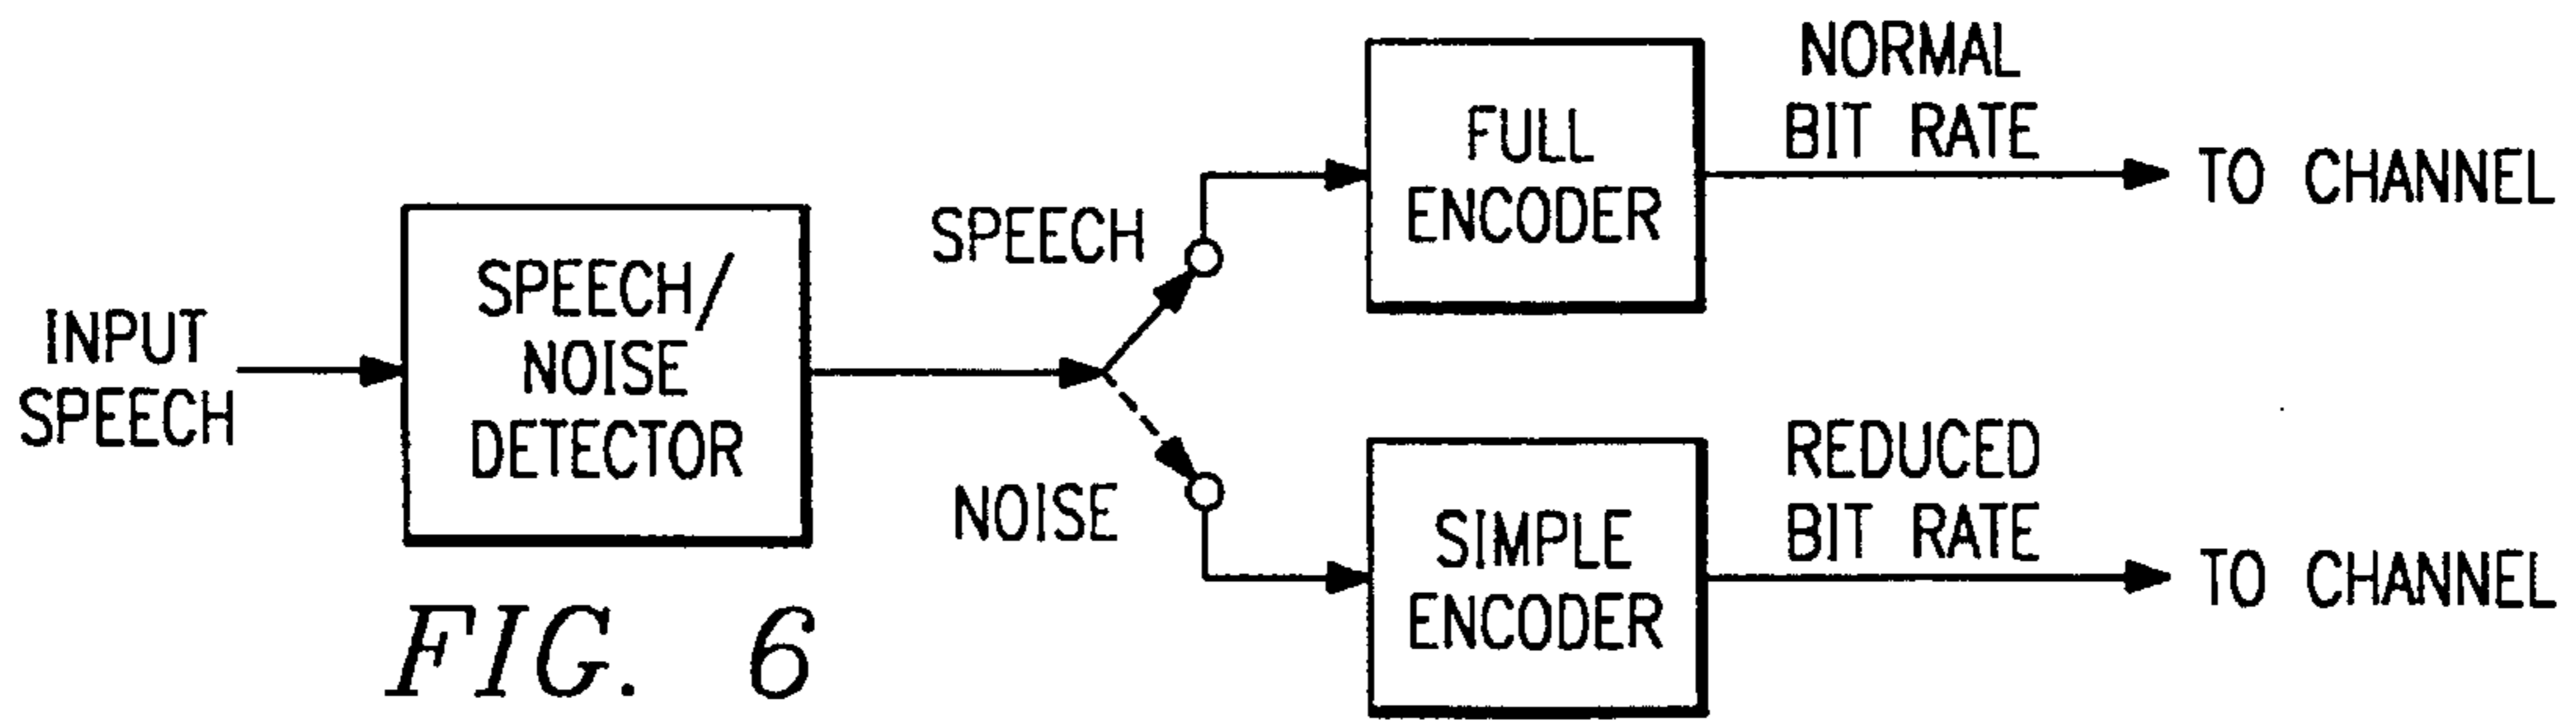 INPUT
SPEECH
SPEECH/
NOISE
DETECTOR
SPEECH
NOISE
FULL
ENCODER
NORMAL
BIT RATE
TO CHANNEL
SIMPLE
ENCODER
REDUCED
BIT RATE
TO CHANNEL
FIG. 6